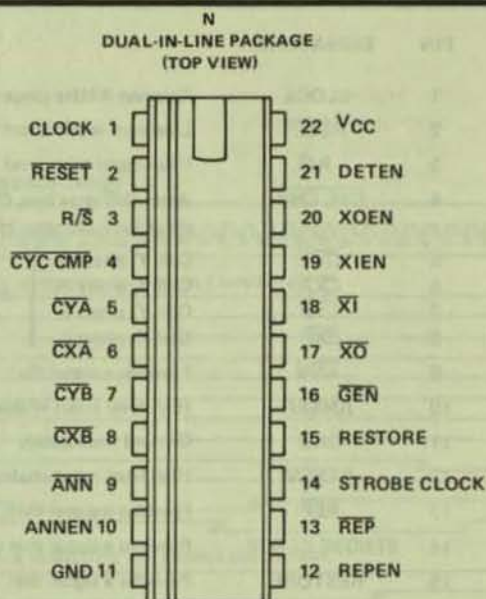 N
DUAL-IN-LINE PACKAGE
(TOP VIEW)
CLOCK 1
RESET 2
R/S 3
CYC CMP 4
CYA 5
CXA 6
CYB 7
CXB 8
ANN 9
ANNEN 10
GND 11
22 VCC
21 DETEN
20 XOEN
19 XIEN
18 XI
17 XO
16 GEN
15 RESTORE
14 STROBE CLOCK
13 REP
12 REPEN